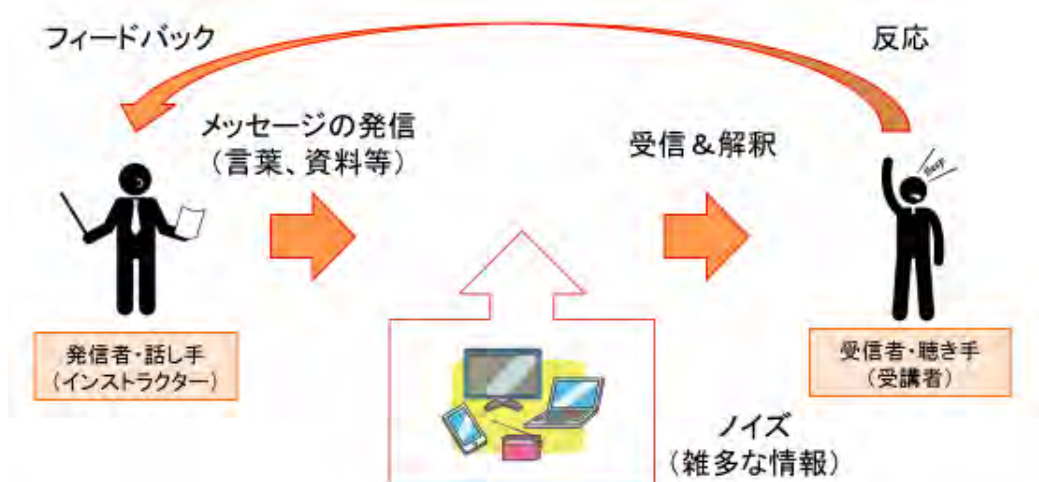 フィードバック
反応
メッセージの発信
(言葉、資料等)
受信&解釈
発信者・話し手
(インストラクター)
受信者・聴き手
(受講者)
ノイズ
(雑多な情報)